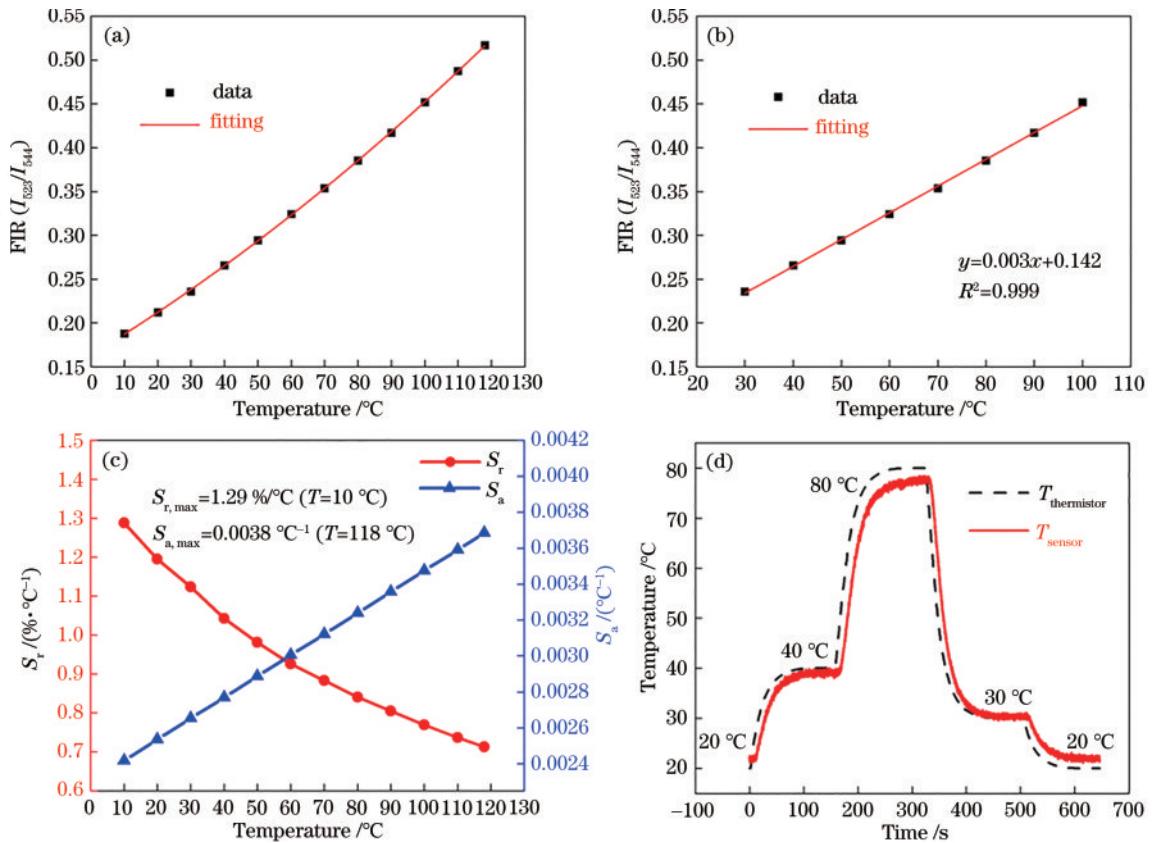 (a)
data
fitting
FIR (I523/I544)
0.55
0.50
0.45
0.40
0.35
0.30
0.25
0.20
0.15
0 10 20 30 40 50 60 70 80 90 100 110 120 130
Temperature /°C
(b)
data
fitting
y=0.003x+0.142
R²=0.999
FIR (I523/I544)
0.55
0.50
0.45
0.40
0.35
0.30
0.25
0.20
0.15
20 30 40 50 60 70 80 90 100 110
Temperature /°C
(c)
Sr
Sa
Sr, max=1.29 %/°C (T=10 °C)
Sa, max=0.0038 °C⁻¹ (T=118 °C)
Sr /(%·°C⁻¹)
1.5
1.4
1.3
1.2
1.1
1.0
0.9
0.8
0.7
0.6
0.0042
0.0040
0.0038
0.0036
0.0034
0.0032
0.0030
0.0028
0.0026
0.0024
Sa /(°C⁻¹)
0 10 20 30 40 50 60 70 80 90 100 110 120 130
Temperature /°C
(d)
Tthermistor
Tsensor
80 °C
40 °C
30 °C
20 °C
20 °C
Temperature /°C
80
70
60
50
40
30
20
−100 0 100 200 300 400 500 600 700
Time /s